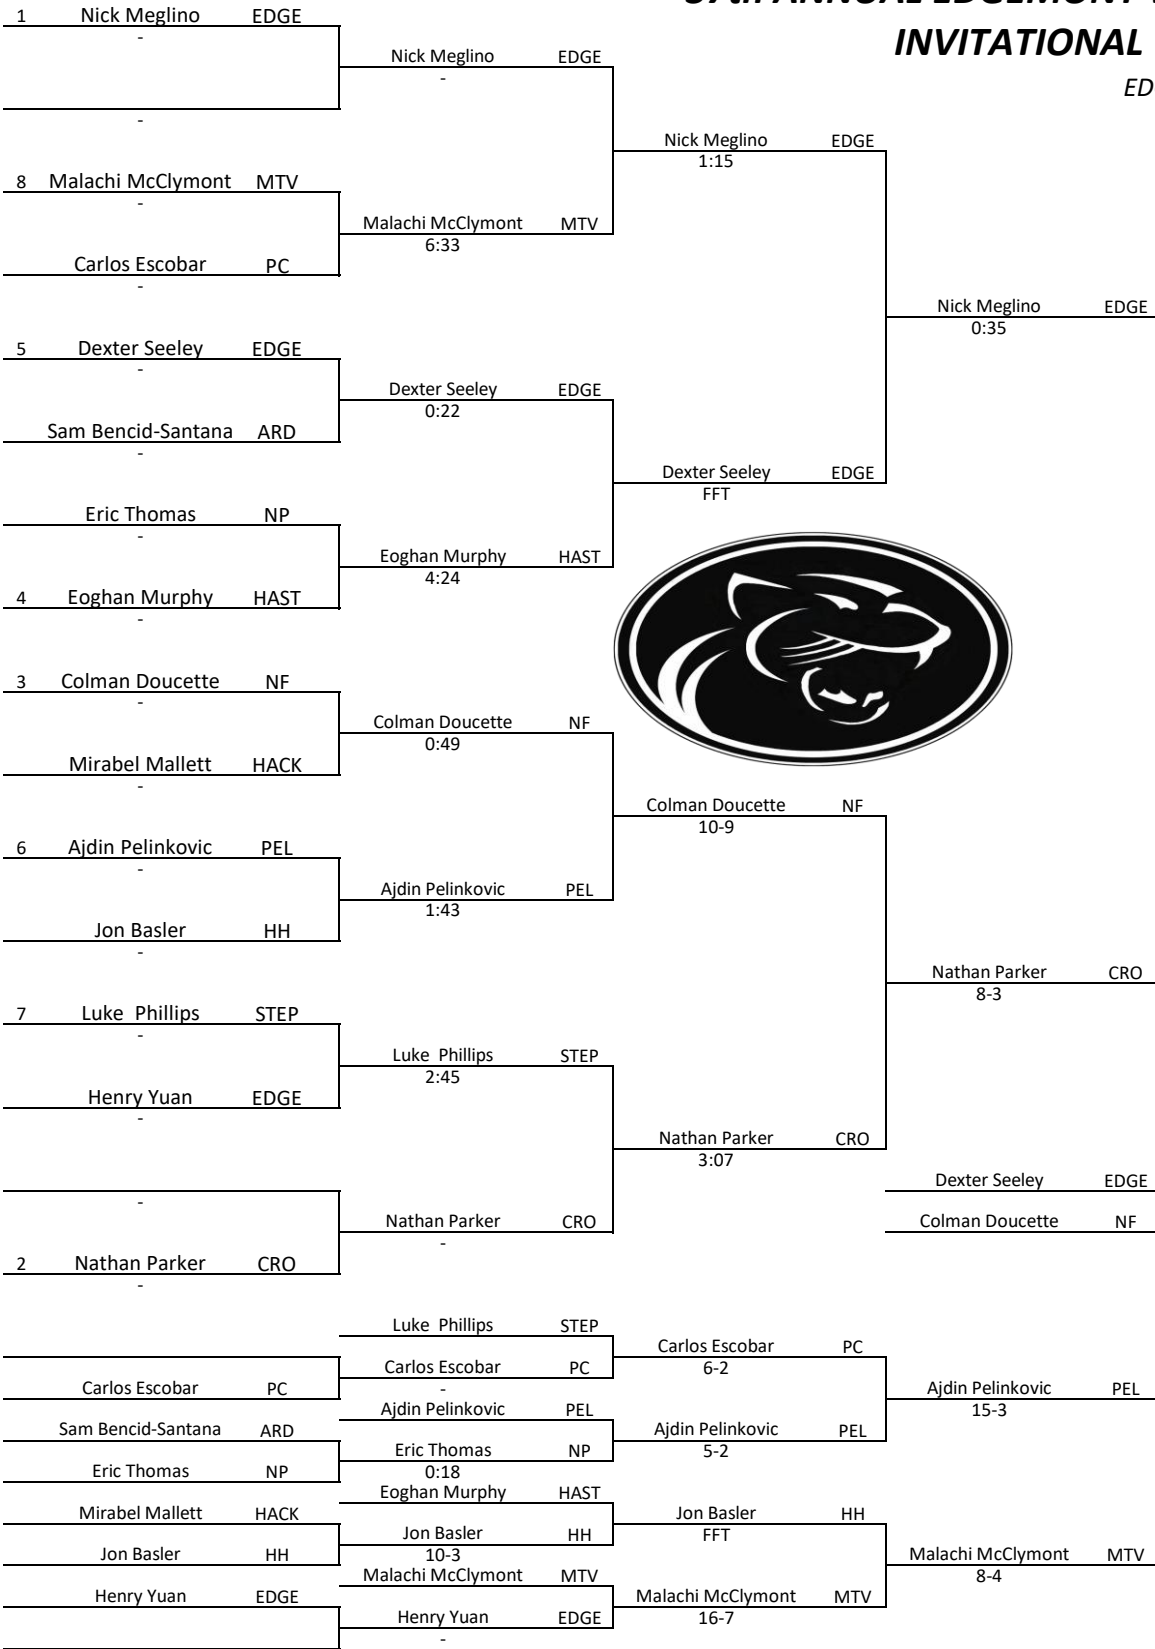 INVITATIONAL
ED
1 Nick Meglino EDGE
-
-
8 Malachi McClymont MTV
-
Carlos Escobar PC
-
5 Dexter Seeley EDGE
-
Sam Bencid-Santana ARD
-
Eric Thomas NP
-
4 Eoghan Murphy HAST
-
3 Colman Doucette NF
-
Mirabel Mallett HACK
-
6 Ajdin Pelinkovic PEL
-
Jon Basler HH
-
7 Luke Phillips STEP
-
Henry Yuan EDGE
-
-
2 Nathan Parker CRO
-
Nick Meglino EDGE
-
Malachi McClymont MTV
6:33
Dexter Seeley EDGE
0:22
Eoghan Murphy HAST
4:24
Colman Doucette NF
0:49
Ajdin Pelinkovic PEL
1:43
Luke Phillips STEP
2:45
Nathan Parker CRO
-
Nick Meglino EDGE
1:15
Dexter Seeley EDGE
FFT
Colman Doucette NF
10-9
Nathan Parker CRO
3:07
Nick Meglino EDGE
0:35
Nathan Parker CRO
8-3
Dexter Seeley EDGE
Colman Doucette NF
Carlos Escobar PC
Sam Bencid-Santana ARD
Eric Thomas NP
Mirabel Mallett HACK
Jon Basler HH
Henry Yuan EDGE
Luke Phillips STEP
Carlos Escobar PC
-
Ajdin Pelinkovic PEL
Eric Thomas NP
0:18
Eoghan Murphy HAST
Jon Basler HH
10-3
Malachi McClymont MTV
Henry Yuan EDGE
-
Carlos Escobar PC
6-2
Ajdin Pelinkovic PEL
5-2
Jon Basler HH
FFT
Malachi McClymont MTV
16-7
Ajdin Pelinkovic PEL
15-3
Malachi McClymont MTV
8-4